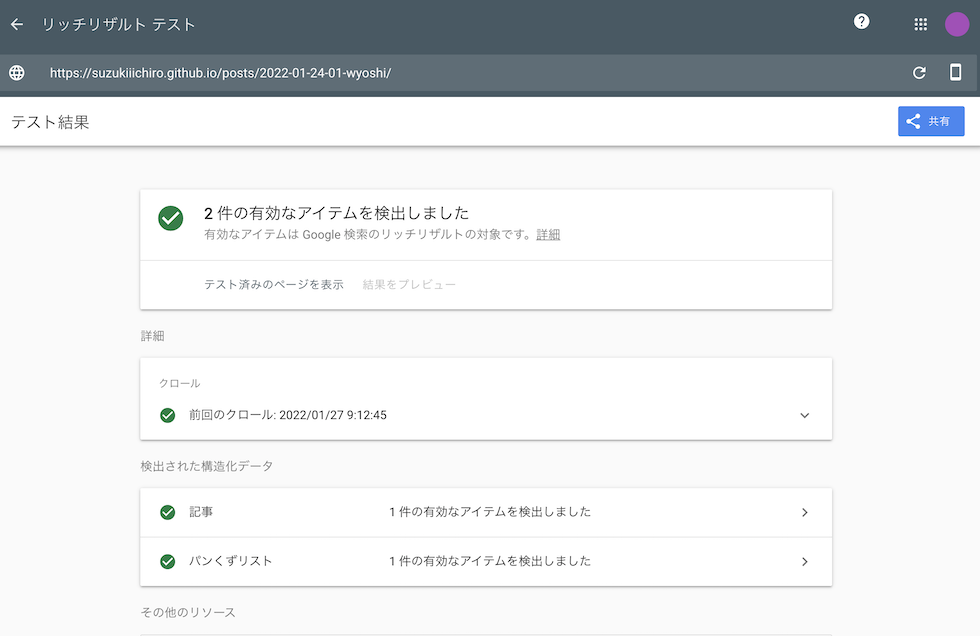 リッチリザルト テスト
https://suzukiiichiro.github.io/posts/2022-01-24-01-wyoshi/
テスト結果
共有
2 件の有効なアイテムを検出しました
有効なアイテムは Google 検索のリッチリザルトの対象です。詳細
テスト済みのページを表示 結果をプレビュー
詳細
クロール
前回のクロール: 2022/01/27 9:12:45
検出された構造化データ
記事 1 件の有効なアイテムを検出しました
パンくずリスト 1 件の有効なアイテムを検出しました
その他のリソース